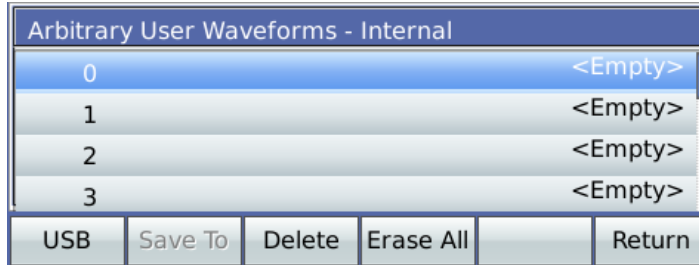 Arbitrary User Waveforms - Internal
0 <Empty>
1 <Empty>
2 <Empty>
3 <Empty>
USB Save To Delete Erase All Return